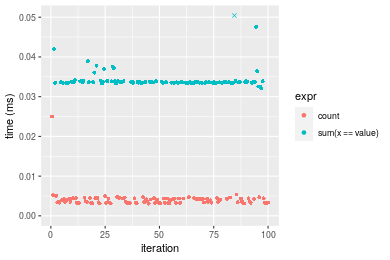 0.05
0.04
0.03
0.02
0.01
0.00
time (ms)
0
25
50
75
100
iteration
expr
count
sum(x == value)